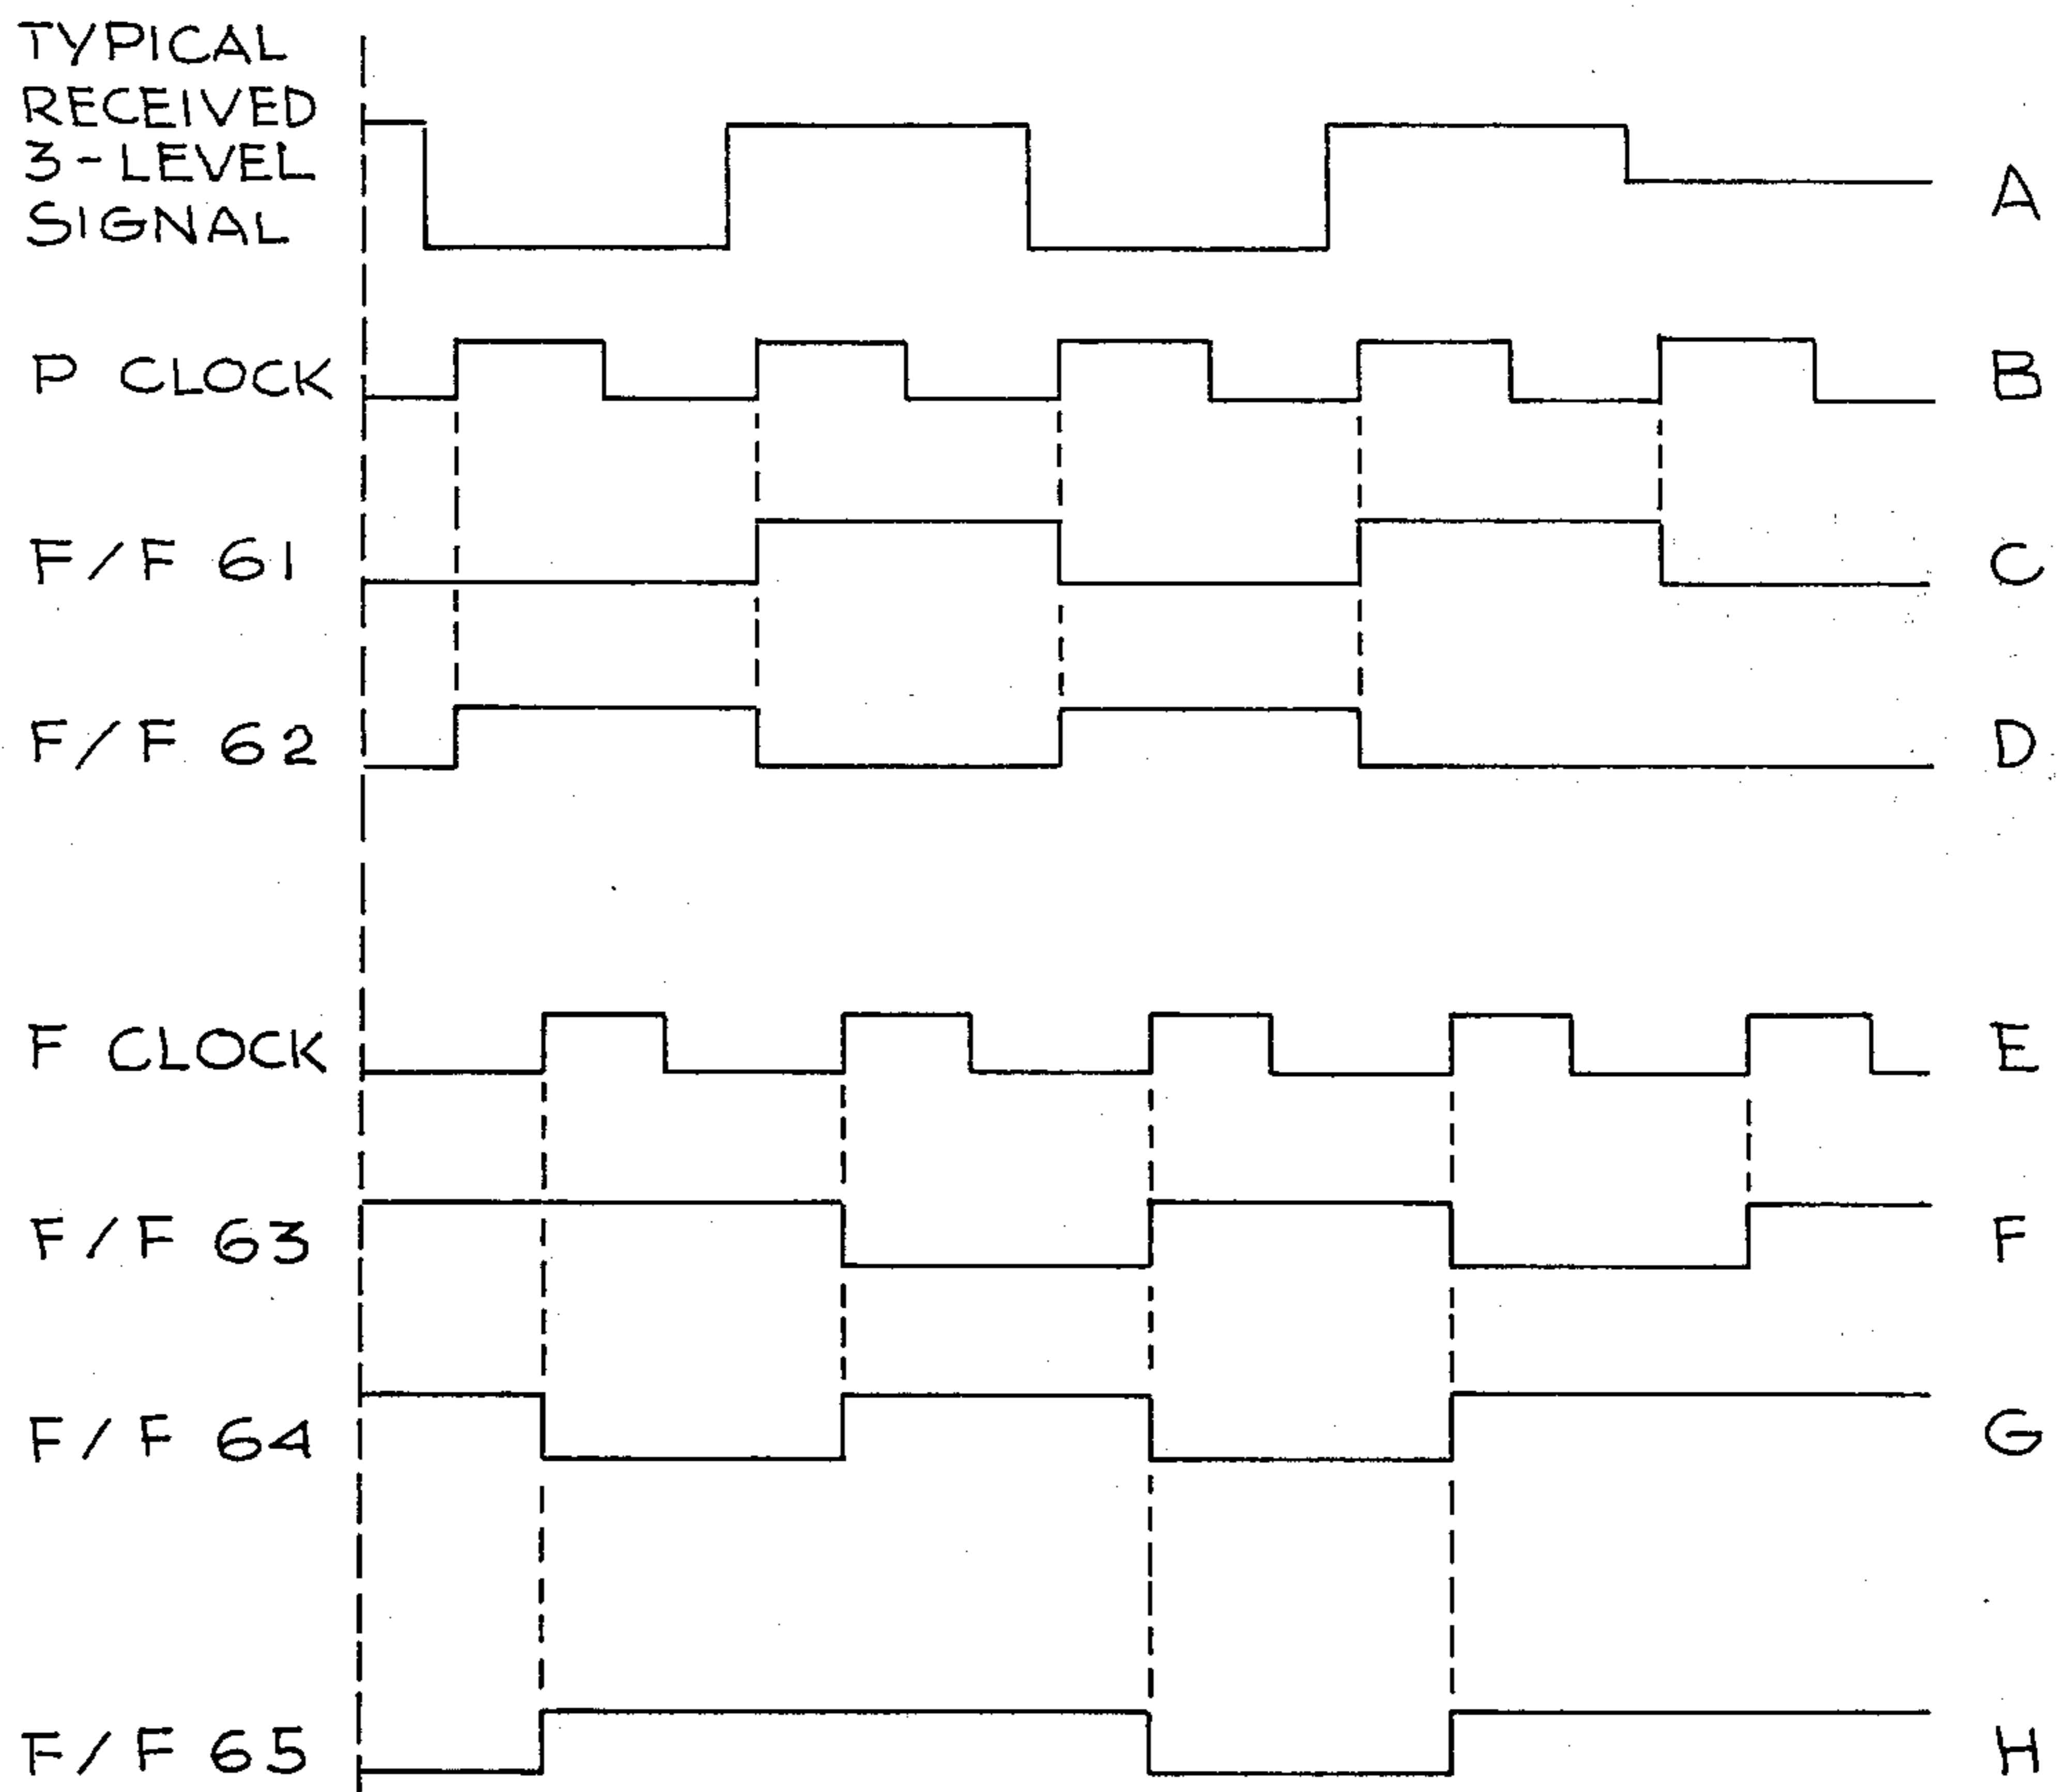 TYPICAL
RECEIVED
3-LEVEL
SIGNAL
A
P CLOCK
B
F/F 61
C
F/F 62
D
F CLOCK
E
F/F 63
F
F/F 64
G
F/F 65
H